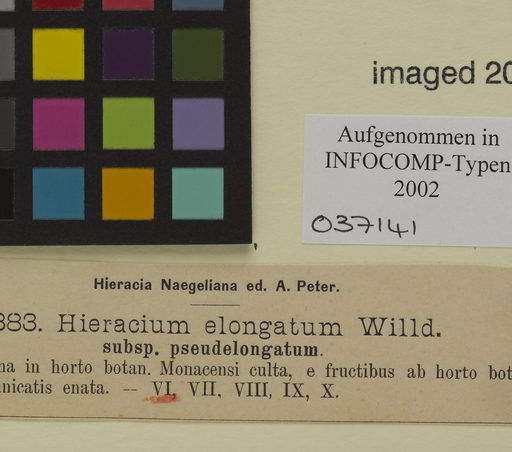 imaged 20
Aufgenommen in
INFOCOMP-Typen
2002
037141
Hieracia Naegeliana ed. A. Peter.
383. Hieracium elongatum Willd.
subsp. pseudelongatum.
na in horto botan. Monacensi culta, e fructibus ab horto bot
nicatis enata. — VI, VII, VIII, IX, X.